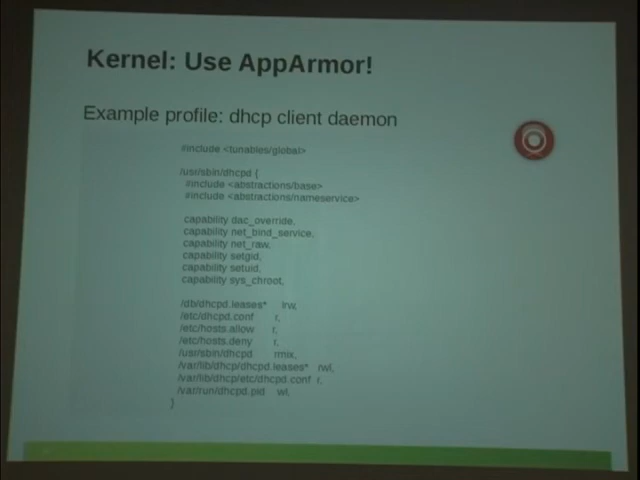 Kernel: Use AppArmor!
Example profile: dhcp client daemon
#include <tunables/global>
/usr/sbin/dhcpd {
#include <abstractions/base>
#include <abstractions/nameservice>
capability dac_override,
capability net_bind_service,
capability net_raw,
capability setgid,
capability setuid,
capability sys_chroot,
/db/dhcpd.leases* lrw,
/etc/dhcpd.conf r,
/etc/hosts.allow r,
/etc/hosts.deny r,
/usr/sbin/dhcpd rmix,
/var/lib/dhcp/dhcpd.leases* rwl,
/var/lib/dhcp/etc/dhcpd.conf r,
/var/run/dhcpd.pid wl,
}